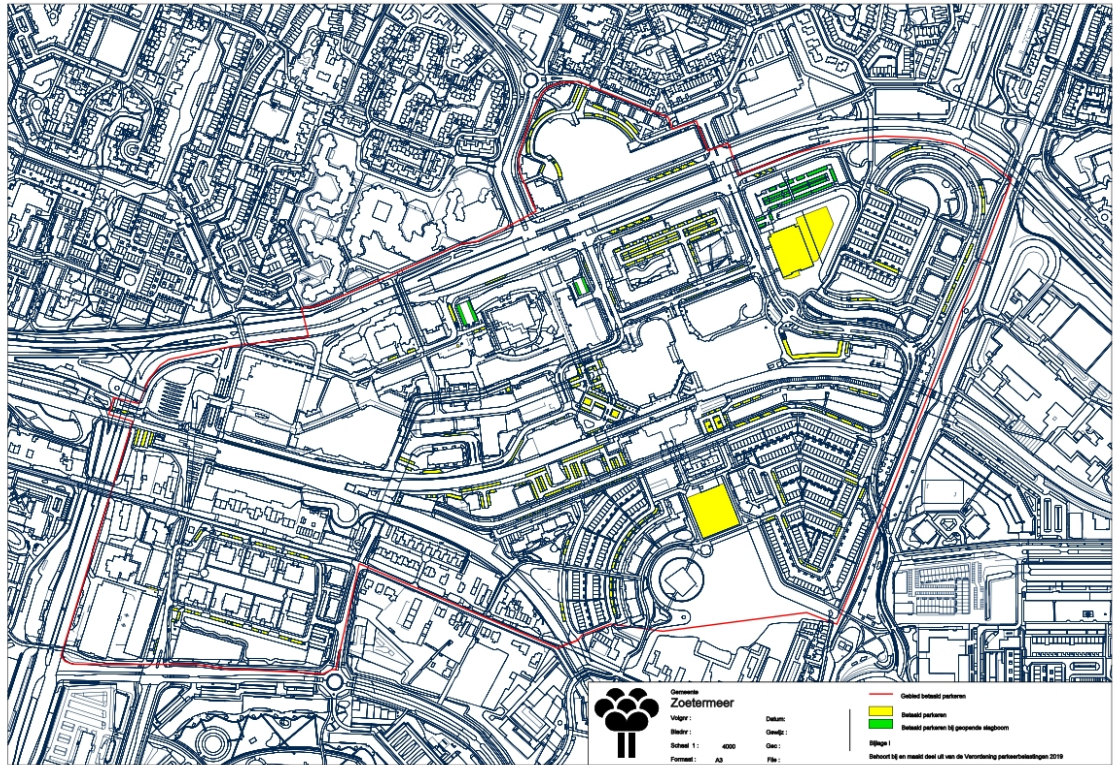 Gemeente
Zoetermeer
Volgnr :
Datum:
Bladnr :
Gewijz :
Schaal 1 : 4000
Gec :
Formaat : A3
File :
Gebied betaald parkeren
Betaald parkeren
Betaald parkeren bij geopende slagboom
Bijlage I
Behoort bij en maakt deel uit van de Verordening parkeerbelastingen 2019